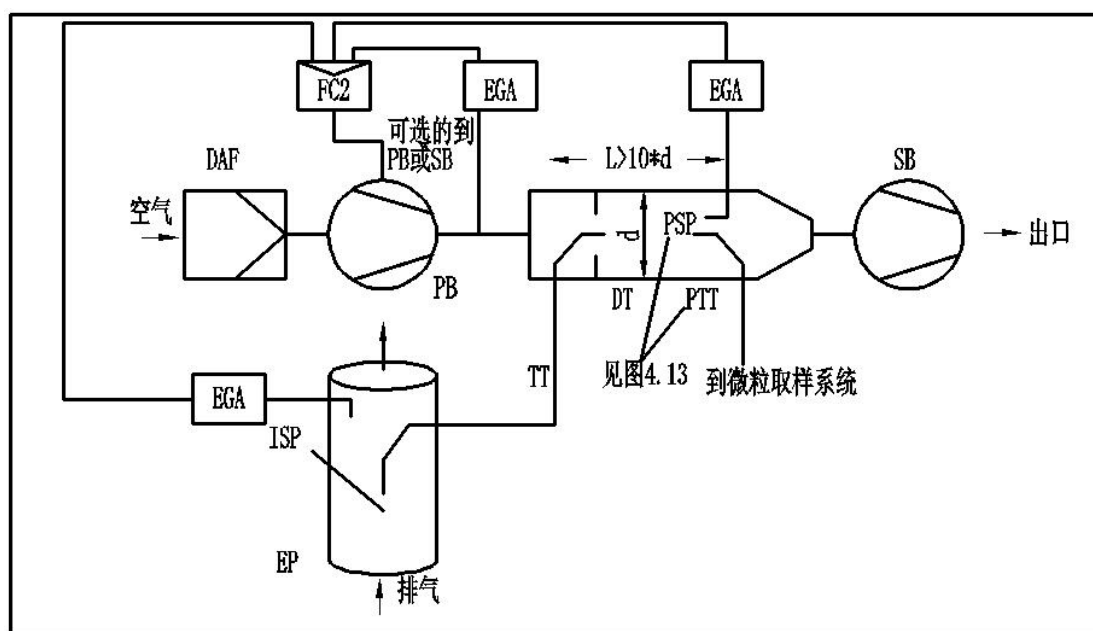 FC2
EGA
EGA
可选的到
PB或SB
DAF
L>10*d
SB
空气
d
PSP
出口
PB
DT
PTT
TT
见图4.13
到微粒取样系统
EGA
ISP
EP
排气